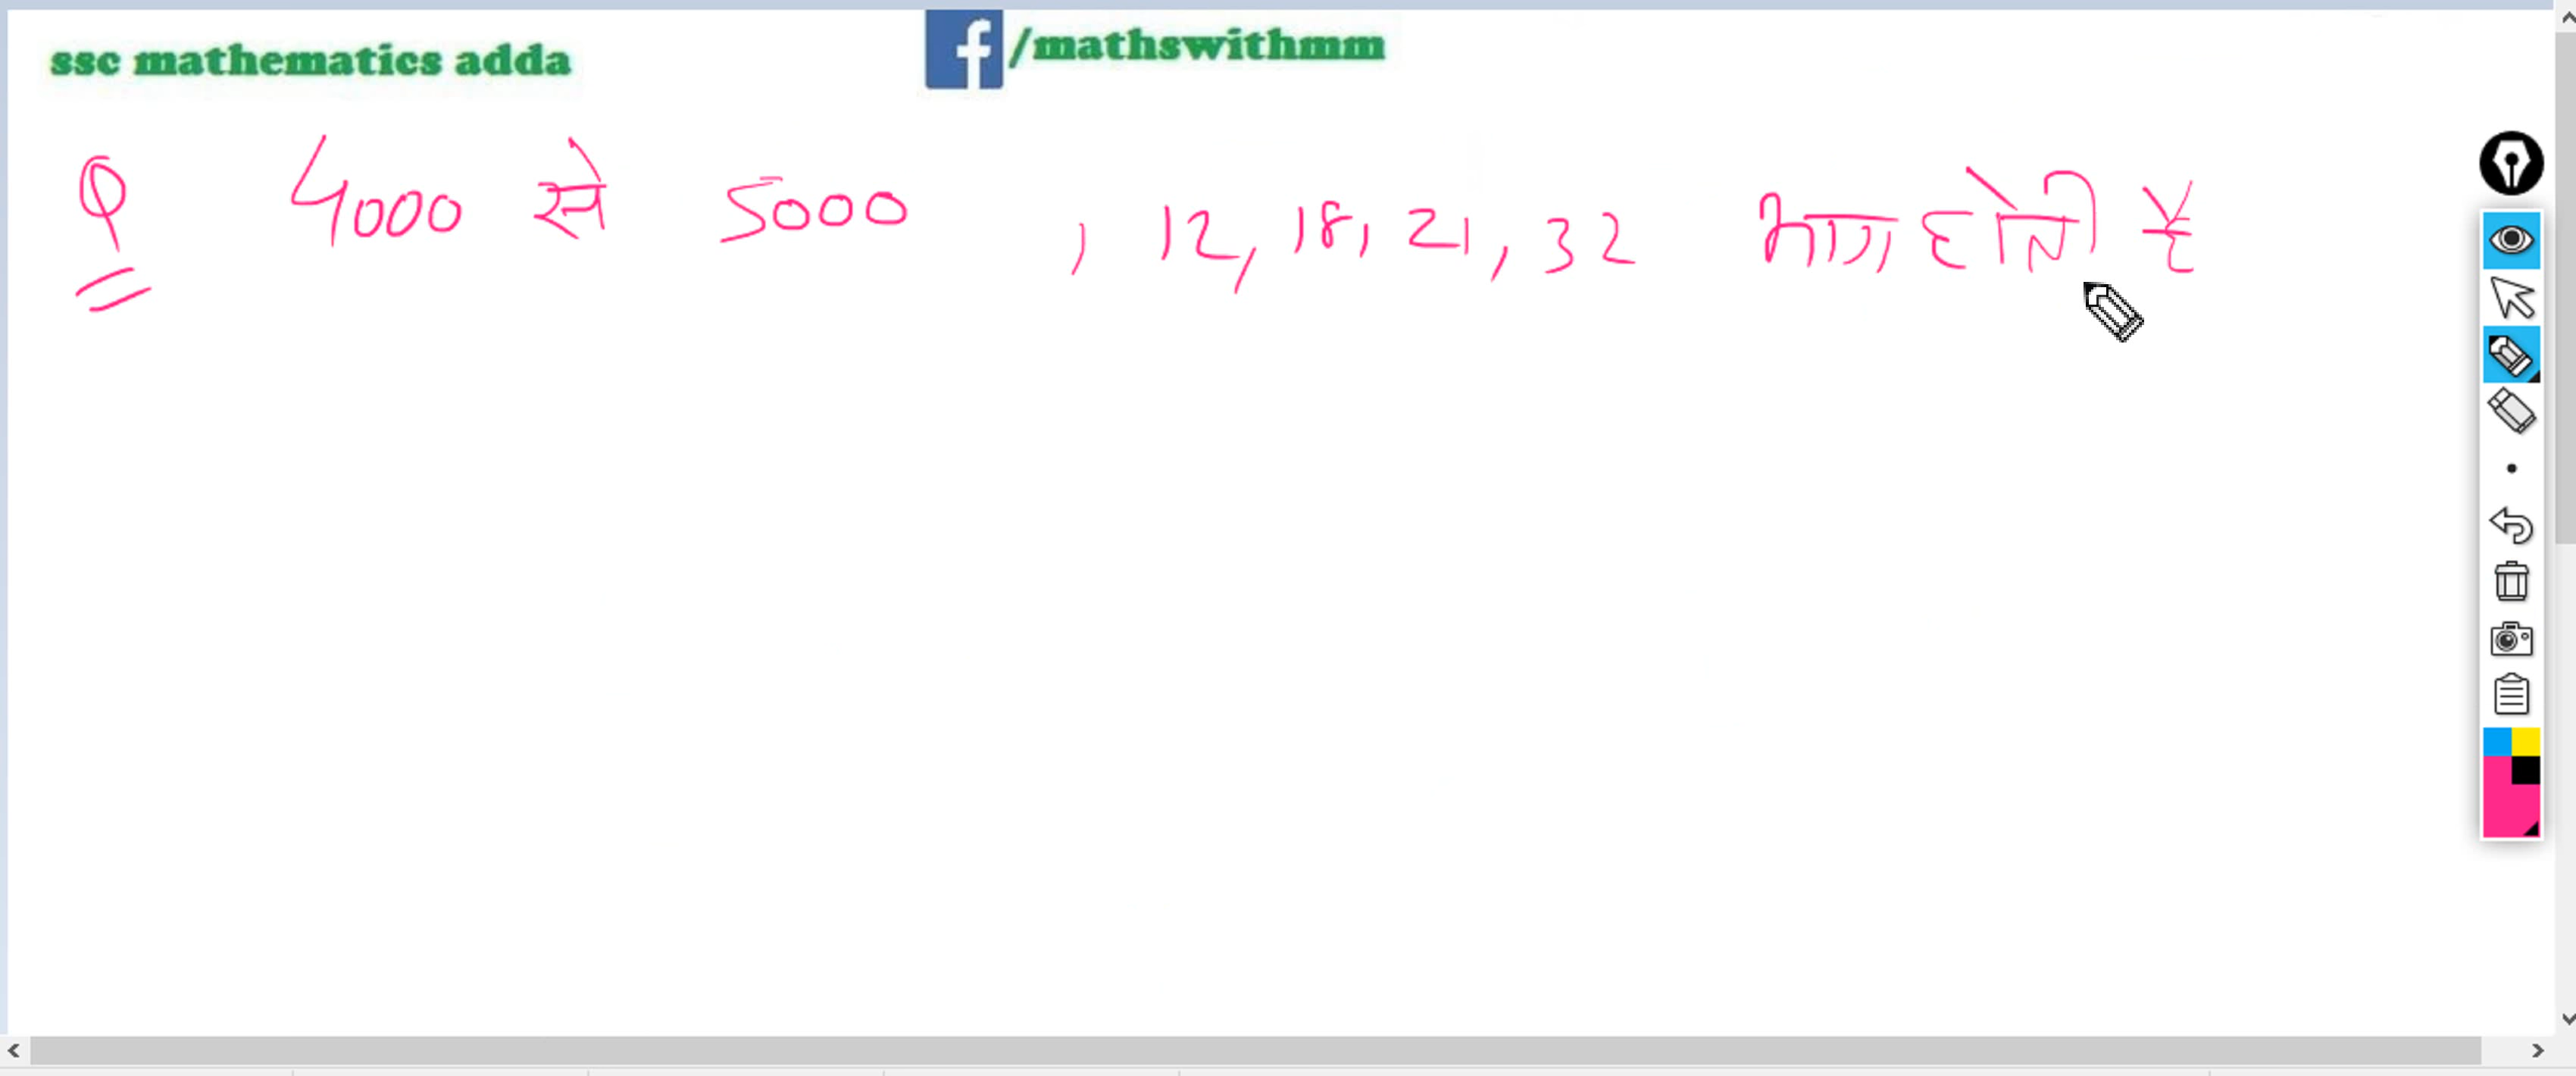 ssc mathematics adda
f/mathswithmm
Q 4000 से 5000 , 12, 18, 21, 32 भाग होनी है